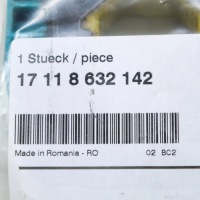 1 Stueck / piece
17 11 8 632 142
Made in Romania - RO 02 BC2